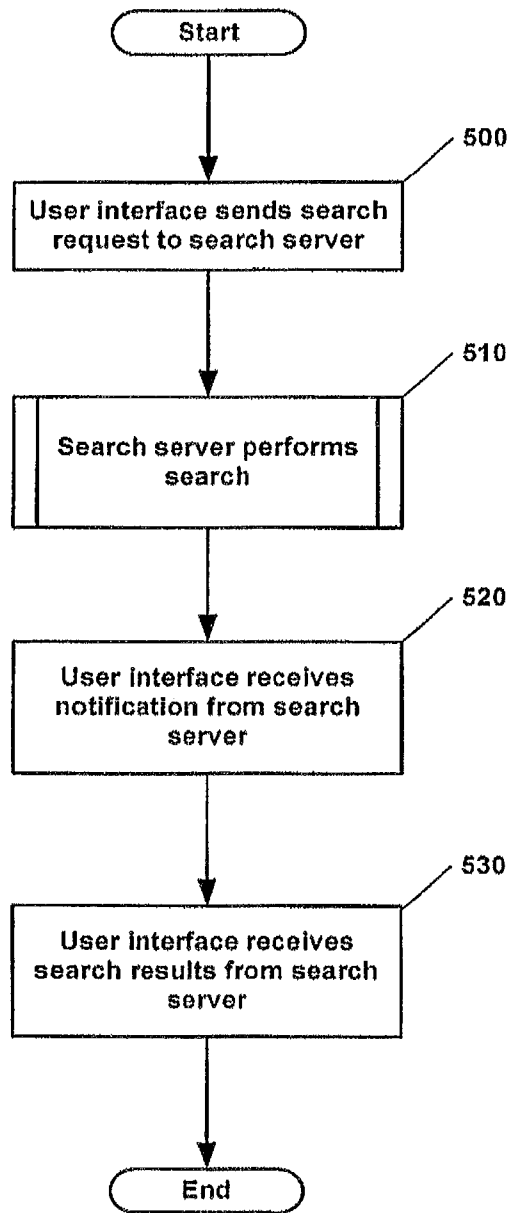 Start
500
User interface sends search
request to search server
510
Search server performs
search
520
User interface receives
notification from search
server
530
User interface receives
search results from search
server
End